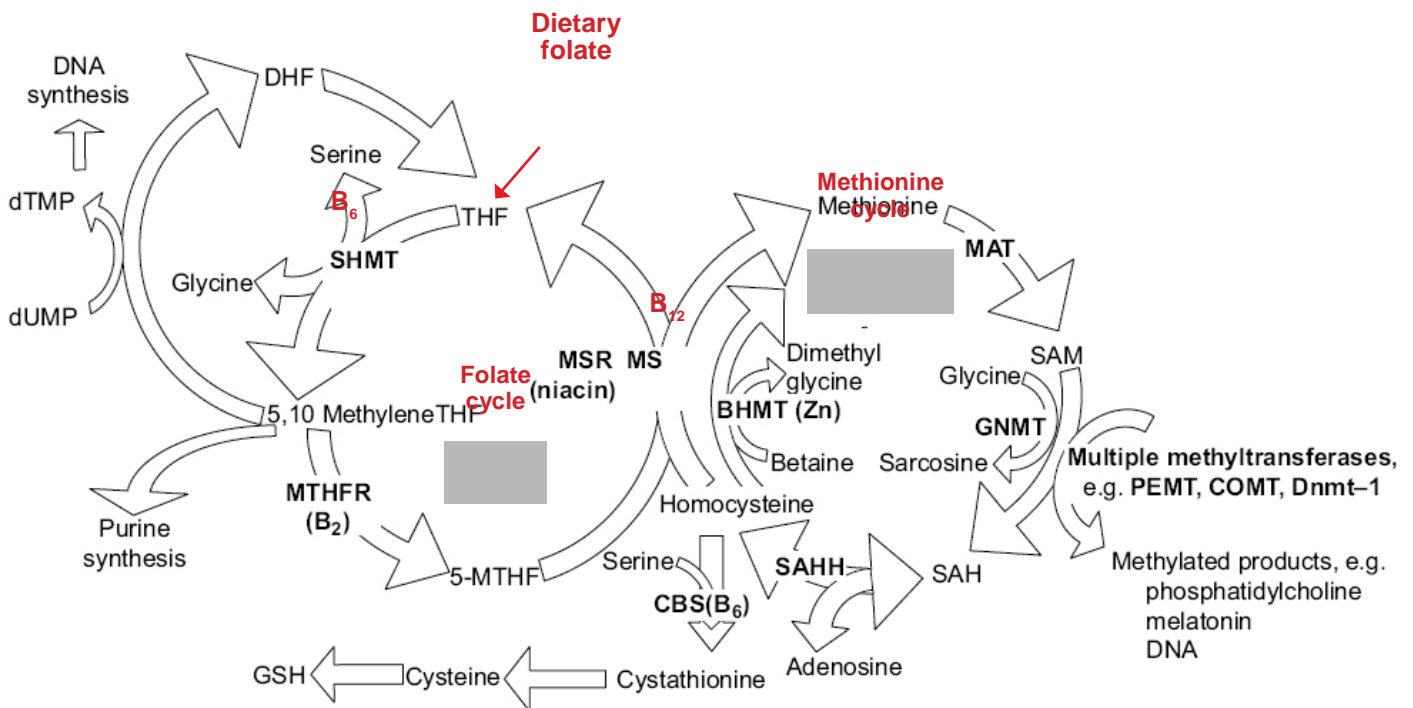 Dietary
folate
DNA
synthesis
DHF
Serine
dTMP
B6
THF
SHMT
Glycine
dUMP
5,10 MethyleneTHF
Folate
cycle
MTHFR
(B2)
Purine
synthesis
5-MTHF
MSR MS
(niacin)
B12
Methionine
cycle
Methionine
MAT
Dimethyl
glycine
BHMT (Zn)
Betaine
Homocysteine
SAM
Glycine
GNMT
Sarcosine
Multiple methyltransferases,
e.g. PEMT, COMT, Dnmt–1
Methylated products, e.g.
phosphatidylcholine
melatonin
DNA
SAH
SAHH
Adenosine
Serine
CBS(B6)
Cystathionine
Cysteine
GSH